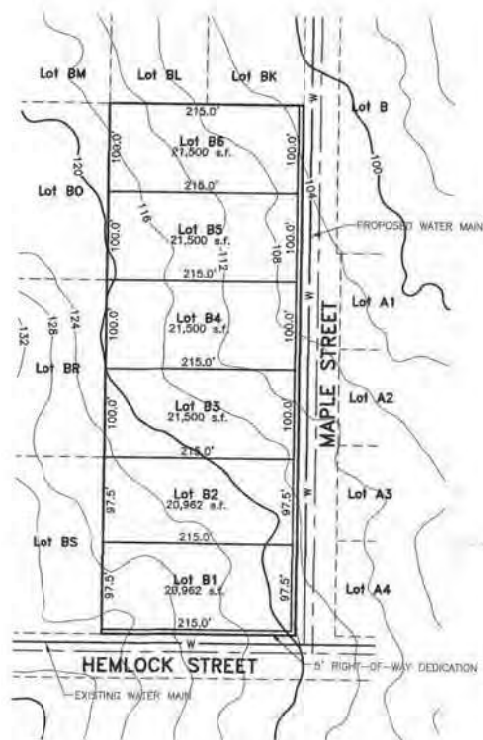 Lot BM
Lot BL
Lot BK
Lot B
215.0'
Lot B6
21,500 s.f.
100.0'
100.0'
120
100
104
Lot BO
215.0'
116
PROPOSED WATER MAIN
W
Lot B5
21,500 s.f.
100.0'
100.0'
112
108
215.0'
Lot A1
124
128
132
Lot B4
21,500 s.f.
100.0'
100.0'
W
MAPLE STREET
Lot BR
215.0'
Lot B3
21,500 s.f.
100.0'
100.0'
Lot A2
215.0'
Lot B2
20,962 s.f.
97.5'
97.5'
W
Lot A3
Lot BS
215.0'
Lot B1
20,962 s.f.
97.5'
97.5'
Lot A4
215.0'
W
HEMLOCK STREET
5' RIGHT-OF-WAY DEDICATION
EXISTING WATER MAIN
W